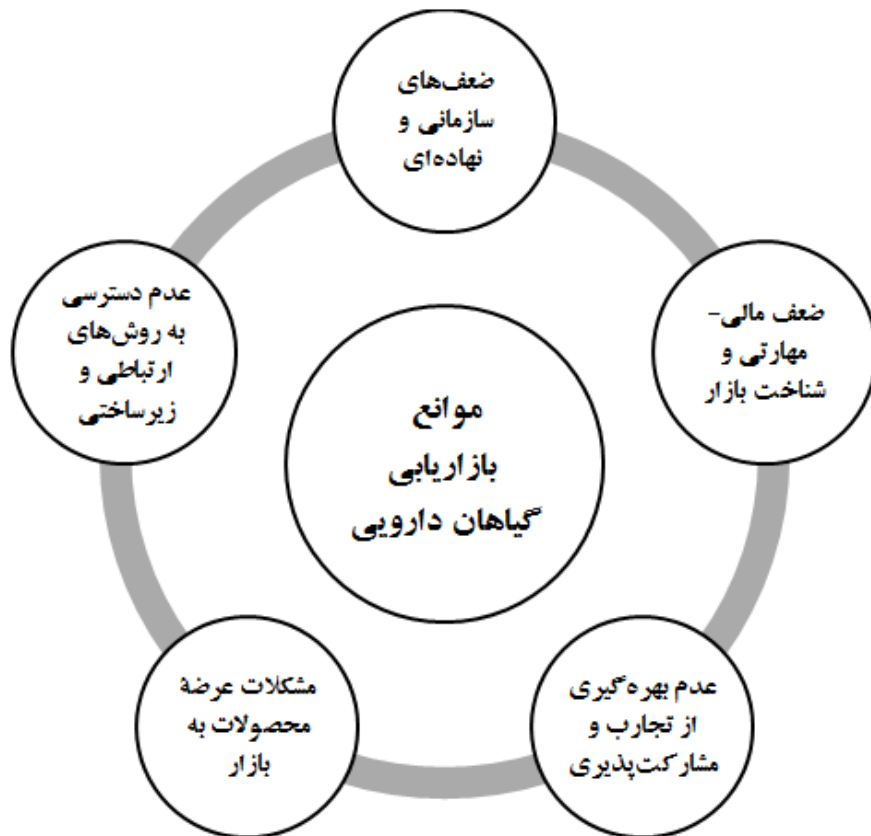 ضعف‌های
سازمانی و
نهاده‌ای
ضعف مالی-
مهارتی و
شناخت بازار
عدم دسترسی
به روش‌های
ارتباطی و
زیرساختی
موانع
بازاریابی
گیاهان دارویی
عدم بهره‌گیری
از تجارب و
مشارکت‌پذیری
مشکلات عرضهٔ
محصولات به
بازار